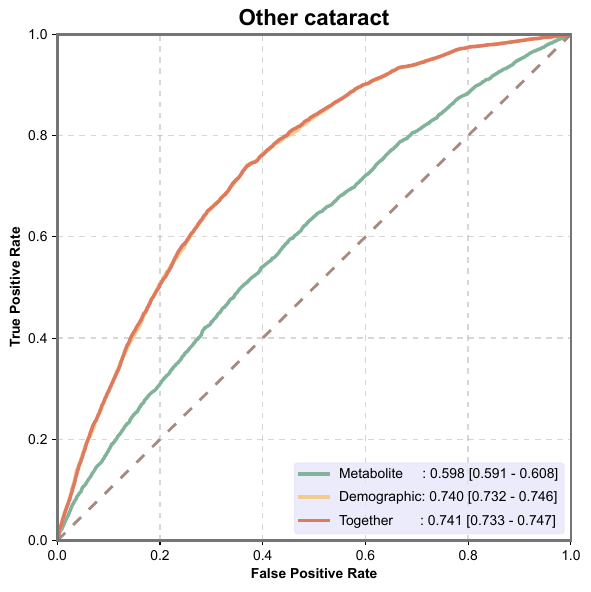 Other cataract
True Positive Rate
1.0
0.8
0.6
0.4
0.2
0.0
Metabolite : 0.598 [0.591 - 0.608]
Demographic: 0.740 [0.732 - 0.746]
Together : 0.741 [0.733 - 0.747]
0.0 0.2 0.4 0.6 0.8 1.0
False Positive Rate